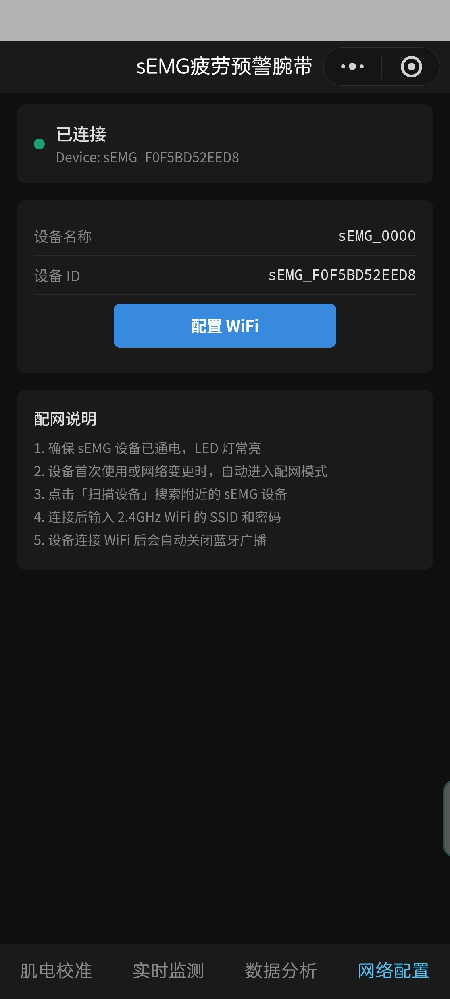 sEMG疲劳预警腕带
已连接
Device: sEMG_F0F5BD52EED8
设备名称 sEMG_0000
设备 ID sEMG_F0F5BD52EED8
配置 WiFi
配网说明
1. 确保 sEMG 设备已通电，LED 灯常亮
2. 设备首次使用或网络变更时，自动进入配网模式
3. 点击「扫描设备」搜索附近的 sEMG 设备
4. 连接后输入 2.4GHz WiFi 的 SSID 和密码
5. 设备连接 WiFi 后会自动关闭蓝牙广播
肌电校准 实时监测 数据分析 网络配置